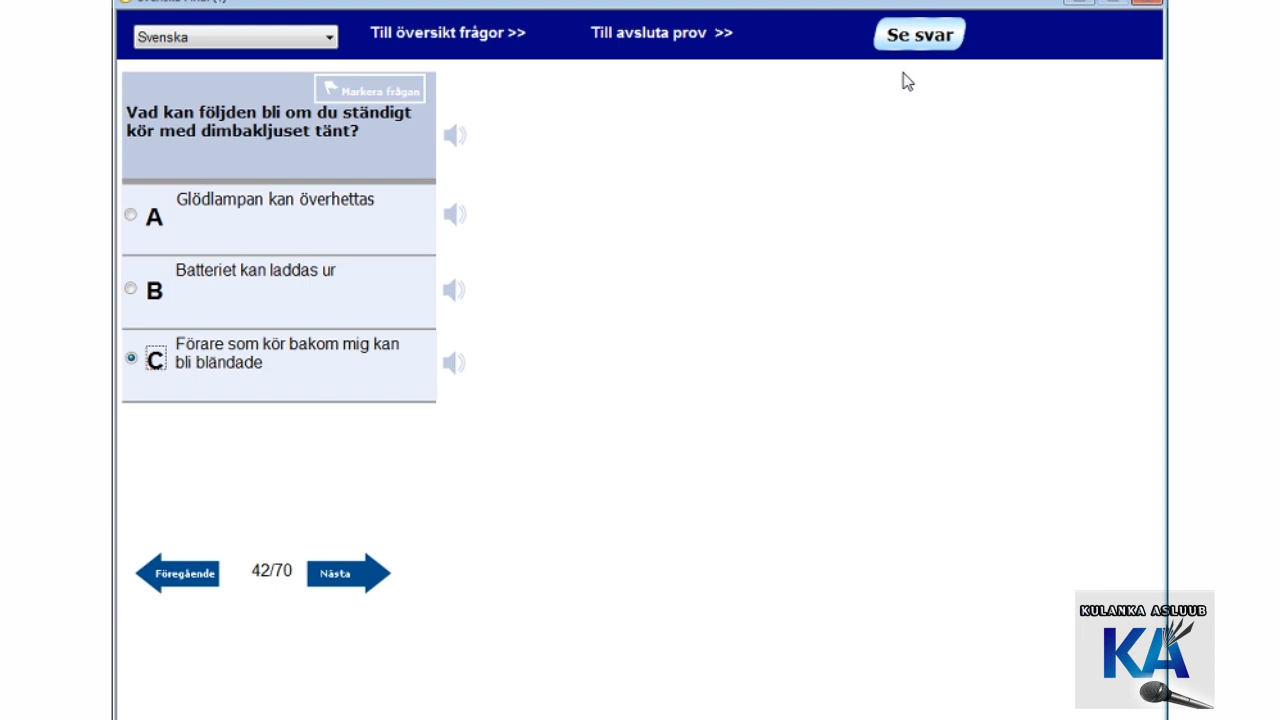 Svenska
Till översikt frågor >>
Till avsluta prov >>
Se svar
Markera frågan
Vad kan följden bli om du ständigt
kör med dimbakljuset tänt?
A
Glödlampan kan överhettas
B
Batteriet kan laddas ur
C
Förare som kör bakom mig kan
bli bländade
Föregående
42/70
Nästa
KULANKA ASLUUB
KA